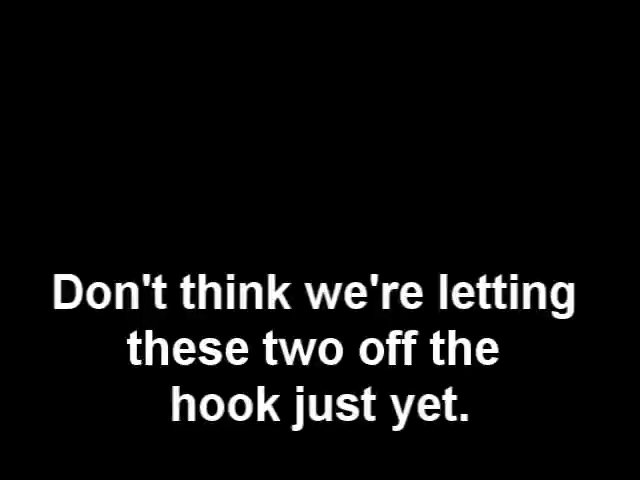 Don't think we're letting
these two off the
hook just yet.